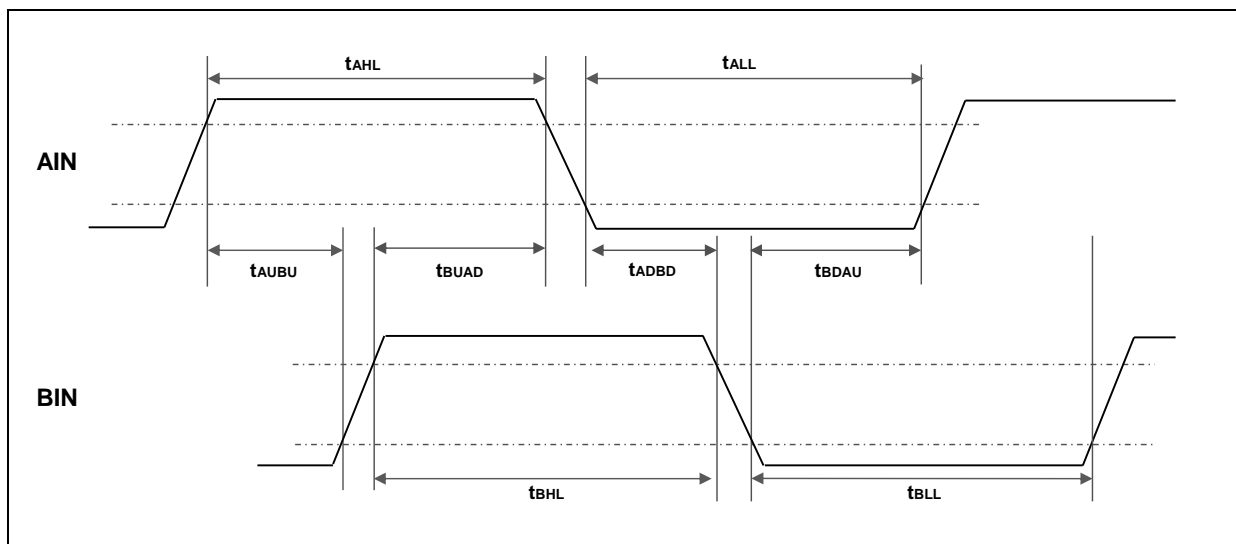 tAHL
tALL
AIN
tAUBU
tBUAD
tADBD
tBDAU
BIN
tBHL
tBLL